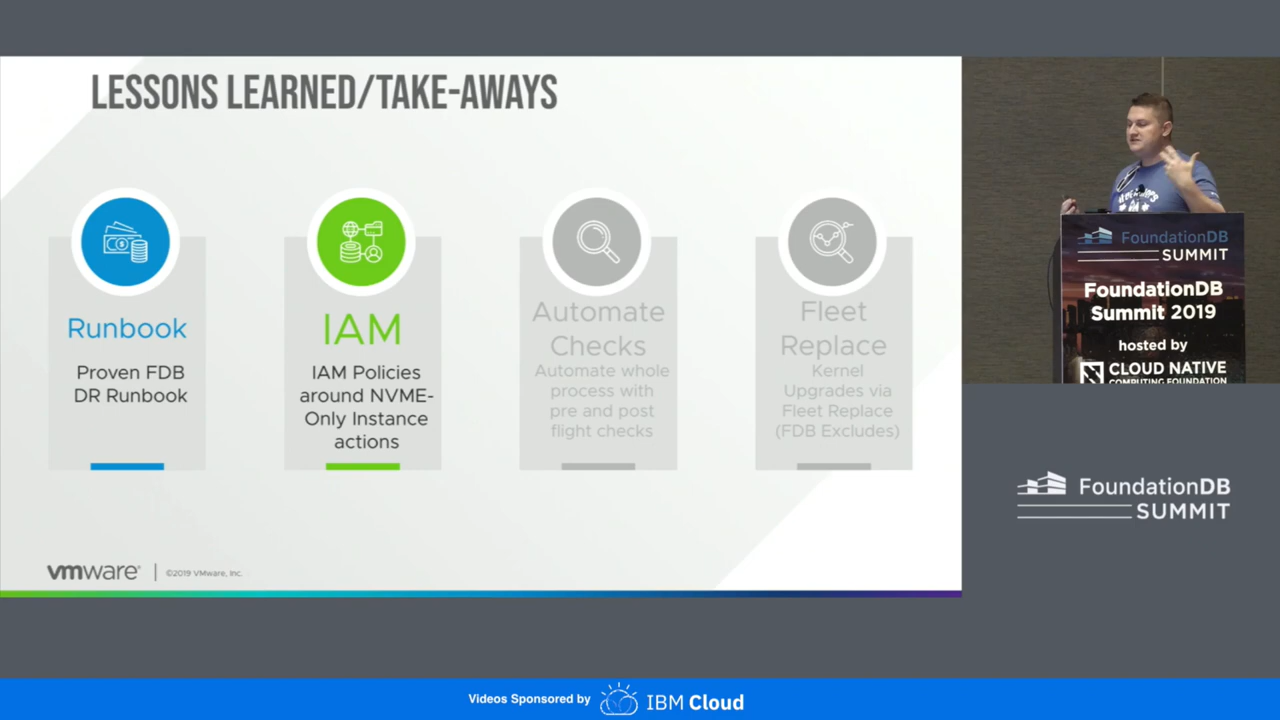 LESSONS LEARNED/TAKE-AWAYS
Runbook
Proven FDB
DR Runbook
IAM
IAM Policies
around NVME-
Only Instance
actions
Automate
Checks
Automate whole
process with
pre and post
flight checks
Fleet
Replace
Kernel
Upgrades via
Fleet Replace
(FDB Excludes)
vmware®
©2019 VMware, Inc.
FoundationDB
SUMMIT
FoundationDB
Summit 2019
hosted by
CLOUD NATIVE
COMPUTING FOUNDATION
FoundationDB
SUMMIT
Videos Sponsored by
IBM Cloud